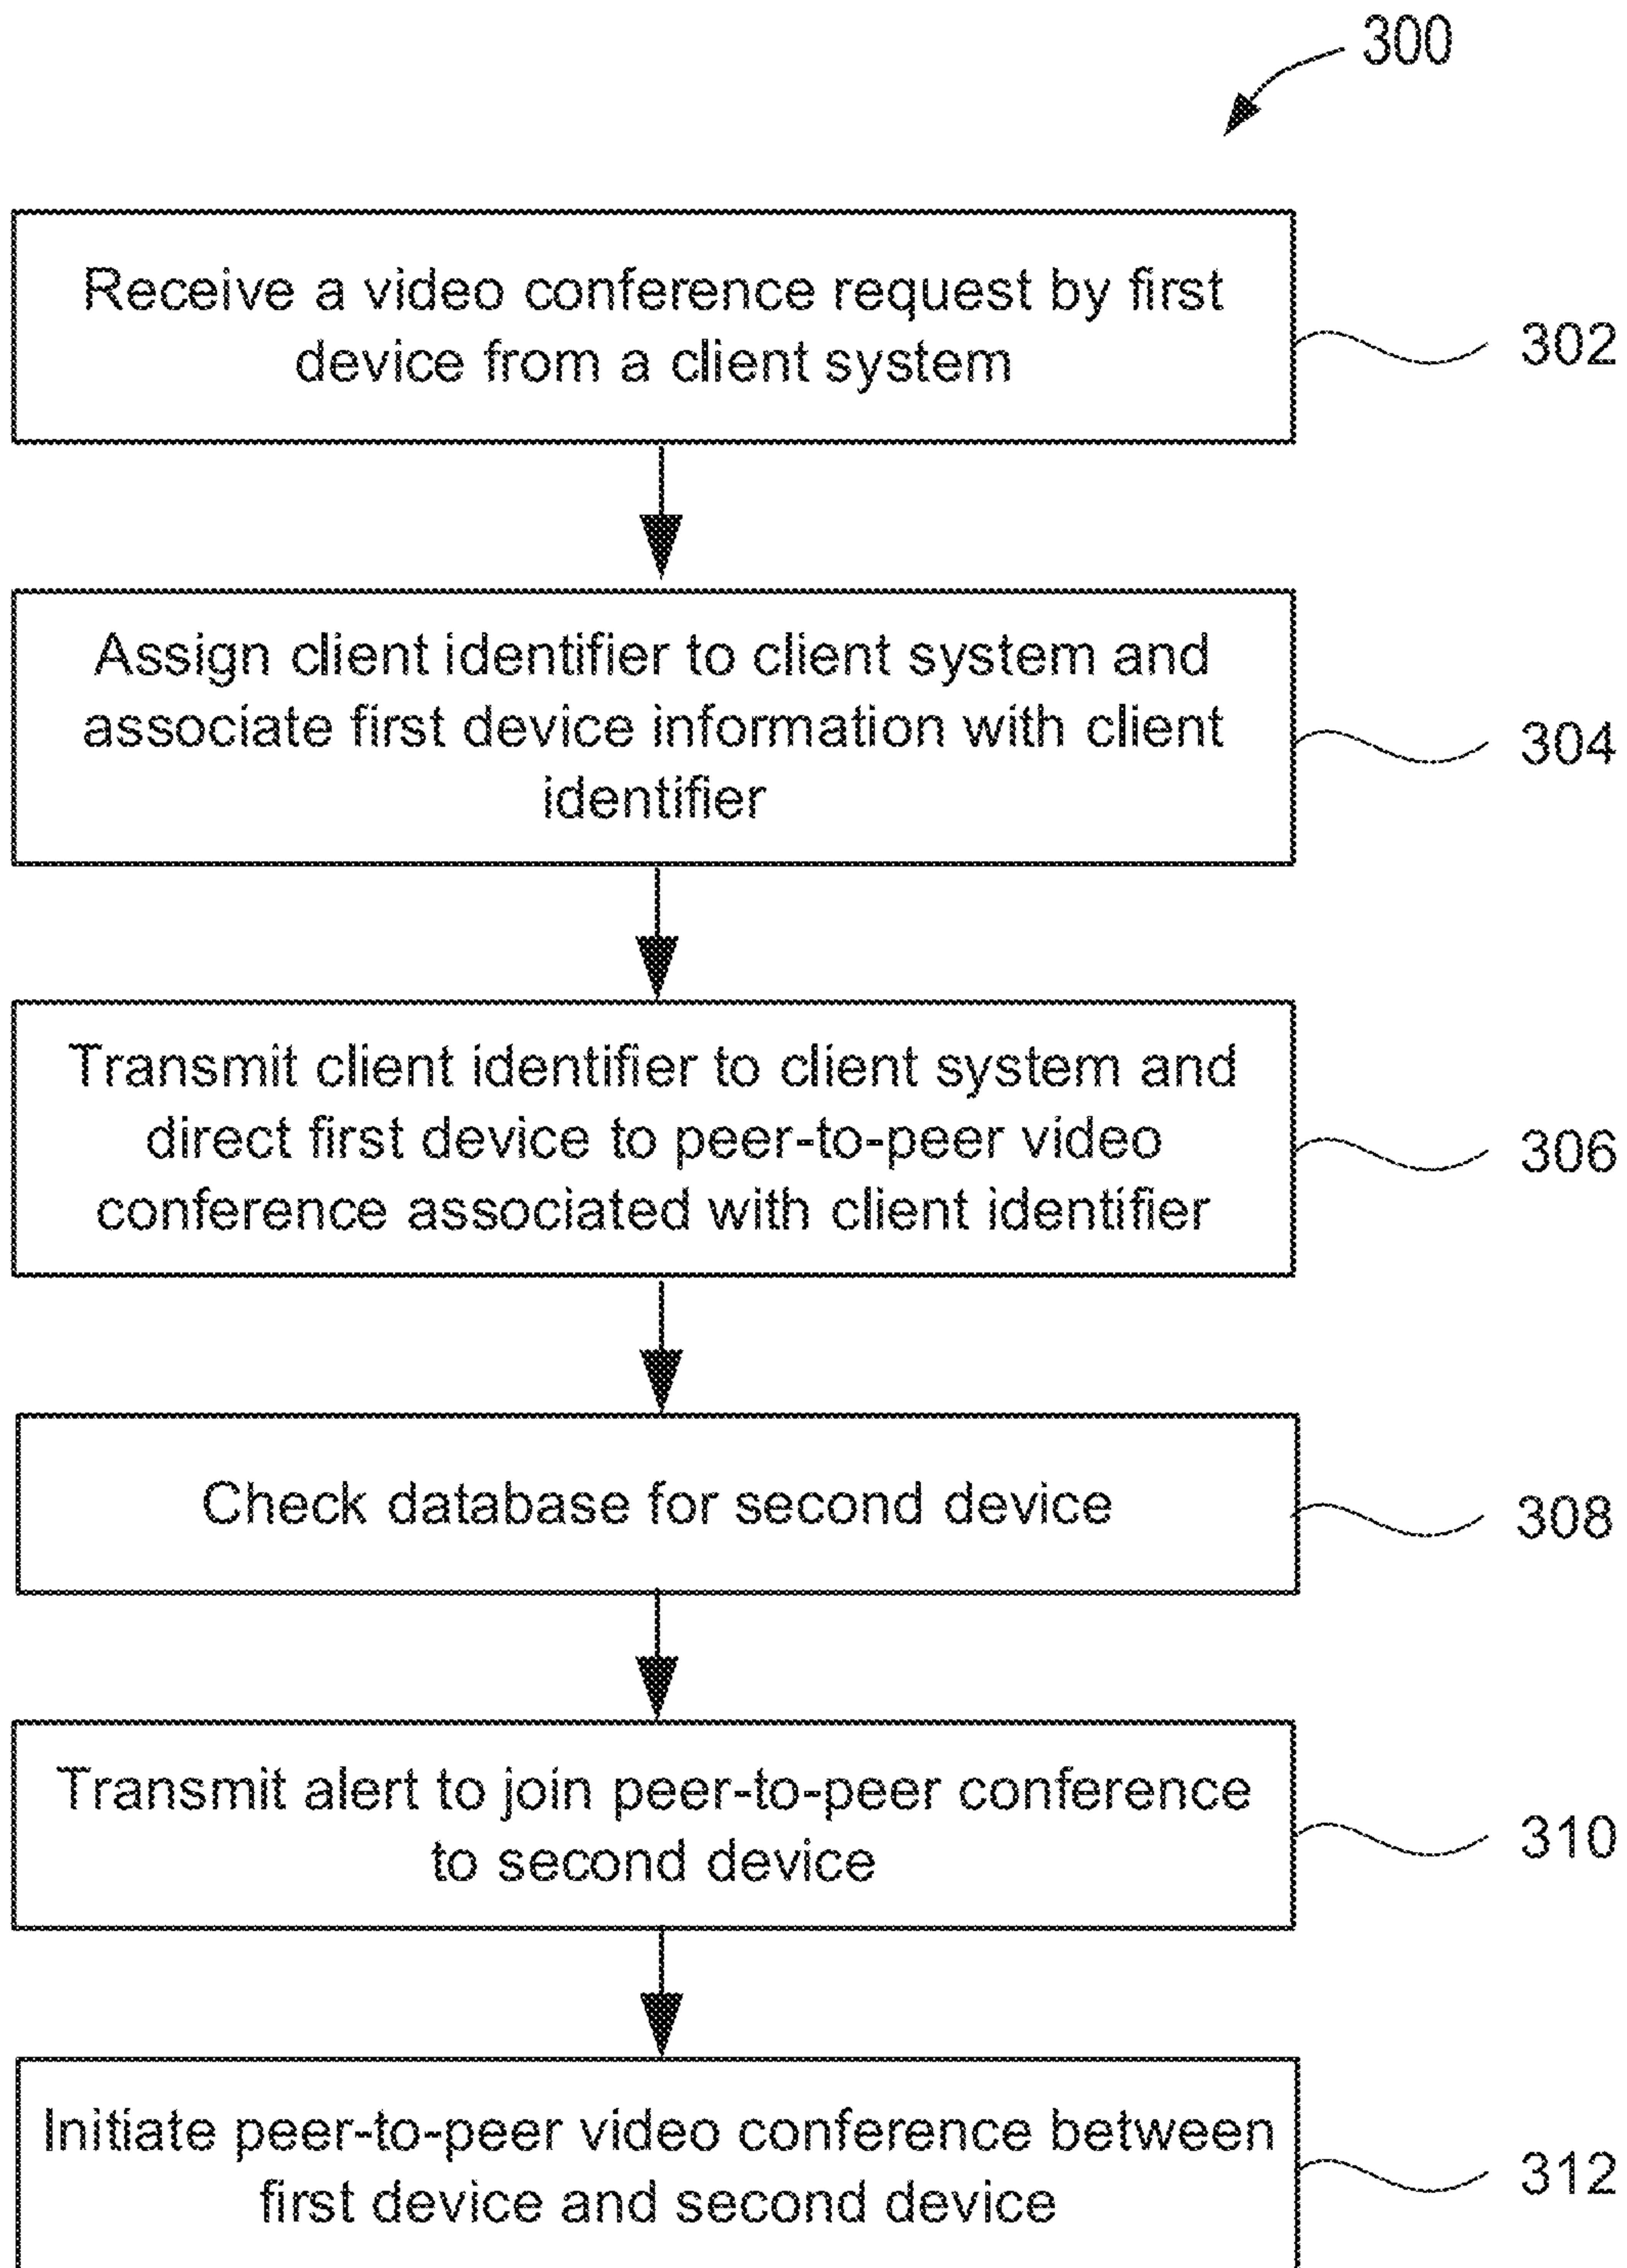 300
Receive a video conference request by first
device from a client system
302
Assign client identifier to client system and
associate first device information with client
identifier
304
Transmit client identifier to client system and
direct first device to peer-to-peer video
conference associated with client identifier
306
Check database for second device
308
Transmit alert to join peer-to-peer conference
to second device
310
Initiate peer-to-peer video conference between
first device and second device
312